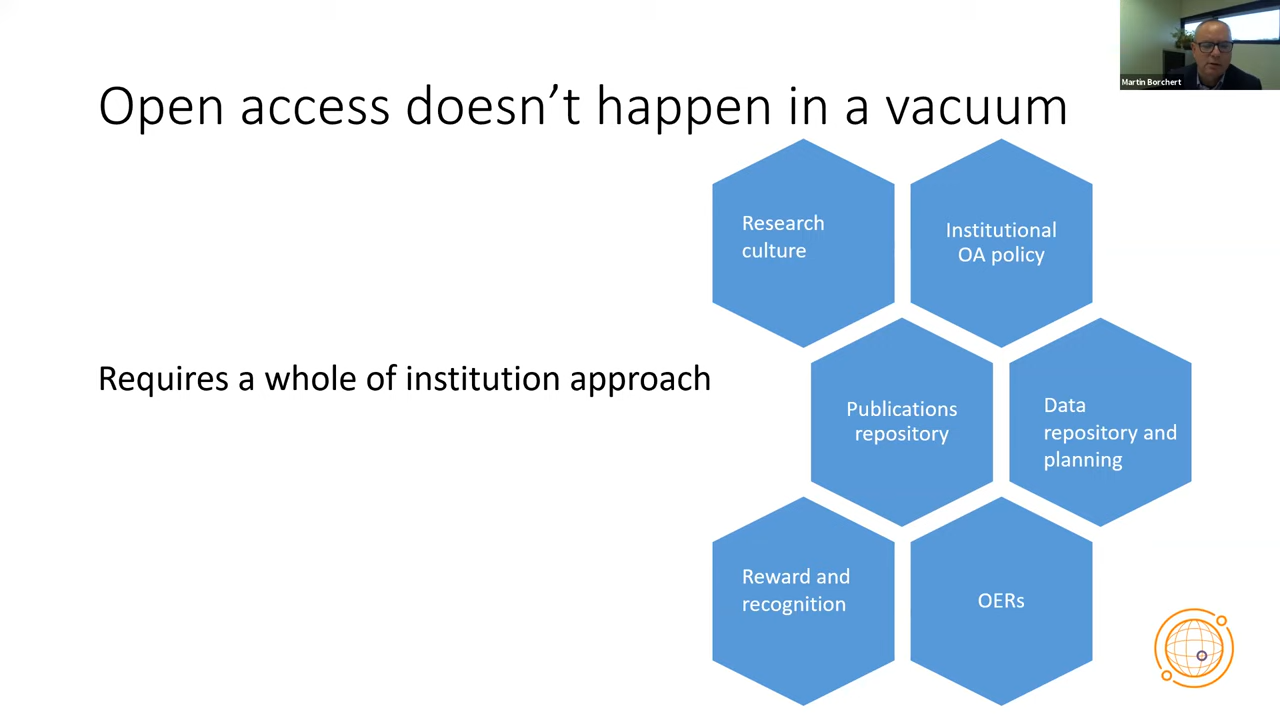 Martin Borchert
Open access doesn’t happen in a vacuum
Research
culture
Institutional
OA policy
Requires a whole of institution approach
Publications
repository
Data
repository and
planning
Reward and
recognition
OERs